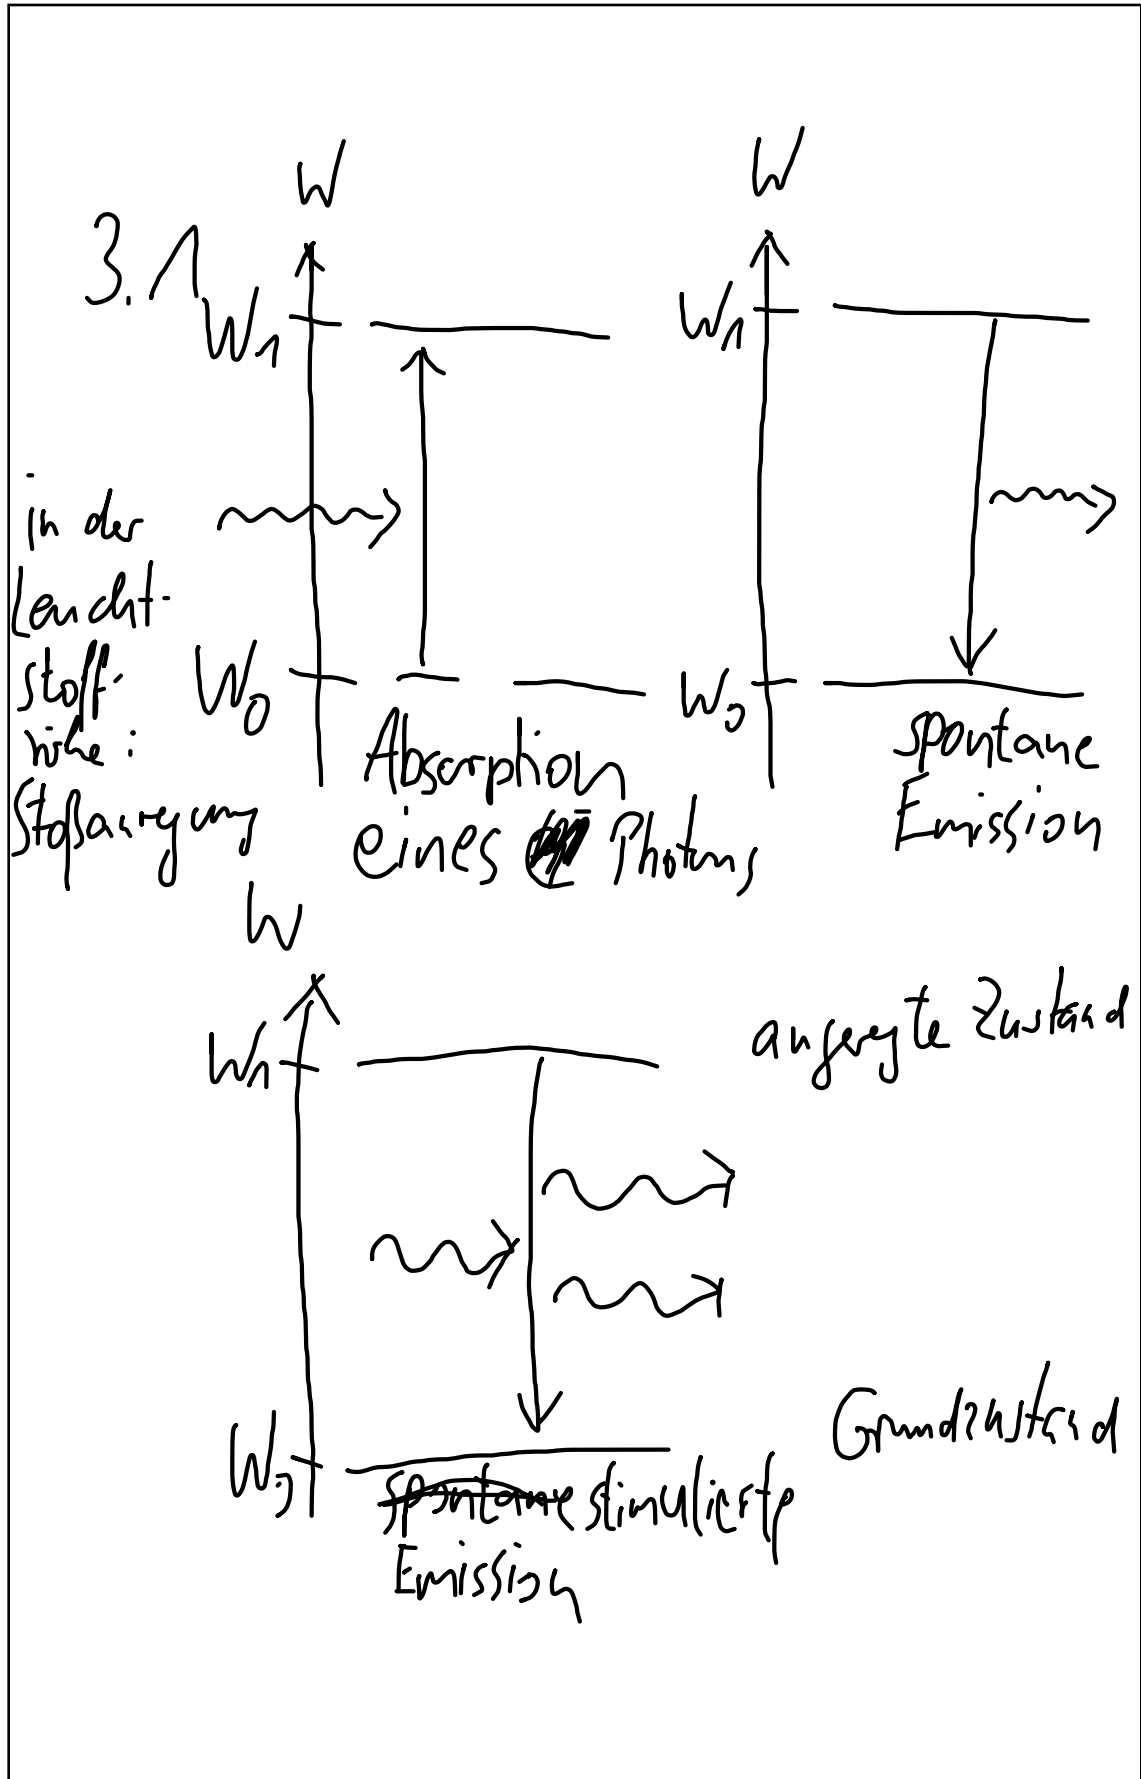 3.1
W
W₁
in der
Leucht-
stoff-
röhre:
Stoßanregung
W₀
Absorption
eines Photons
W
W₁
W₀
spontane
Emission
W
W₁
angeregte Zustand
W₀
Grundzustand
spontane stimulierte
Emission